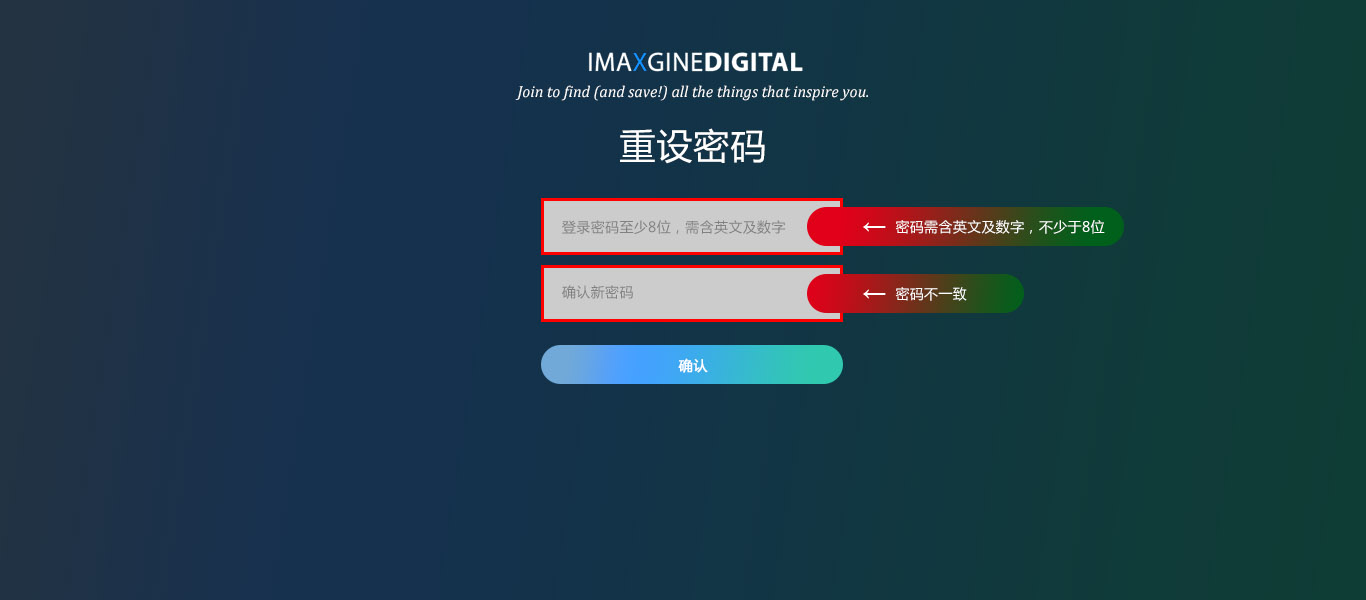 IMAXGINEDIGITAL
Join to find (and save!) all the things that inspire you.
重设密码
登录密码至少8位，需含英文及数字
← 密码需含英文及数字，不少于8位
确认新密码
← 密码不一致
确认